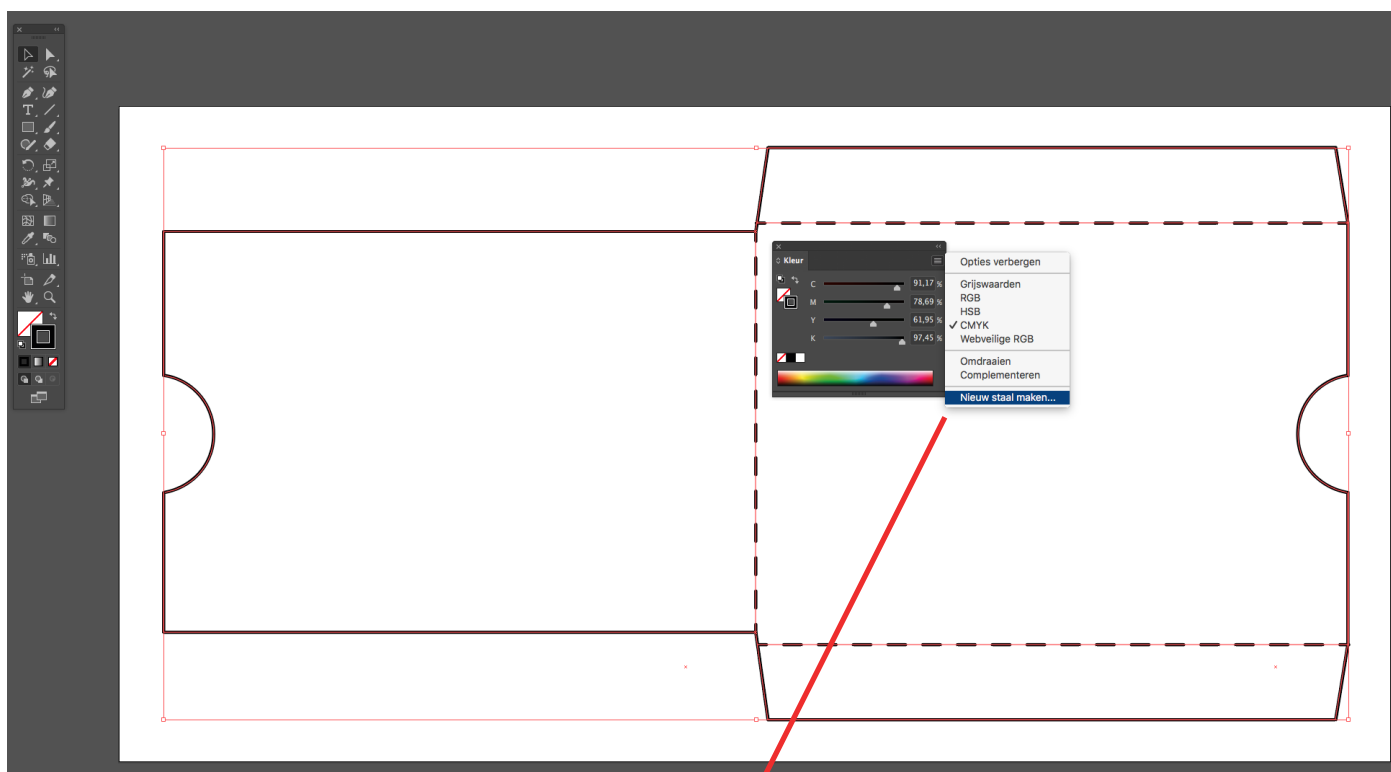 Kleur
C 91,17 %
M 78,69 %
Y 61,95 %
K 97,45 %
Opties verbergen
Grijswaarden
RGB
HSB
✓ CMYK
Webveilige RGB
Omdraaien
Complementeren
Nieuw staal maken...